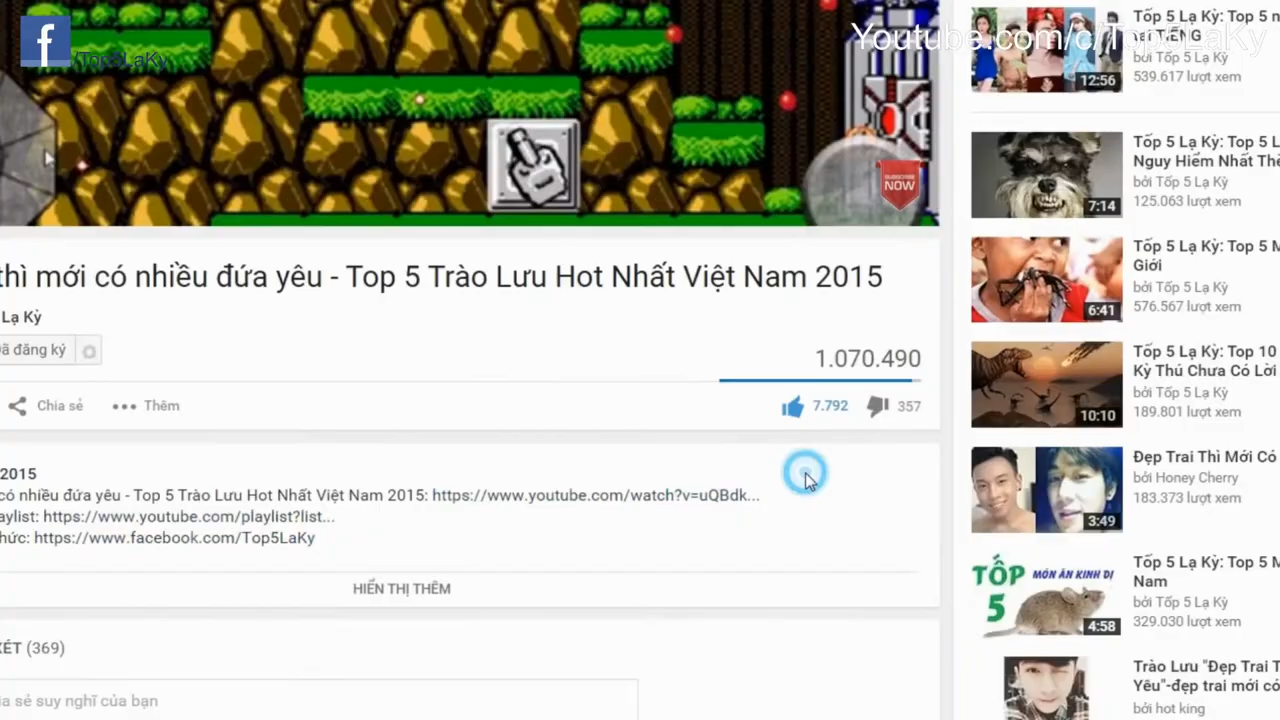 f
/Top5LaKy
Youtube.com/c/Top5LaKy
SUBSCRIBE
NOW
thì mới có nhiều đứa yêu - Top 5 Trào Lưu Hot Nhất Việt Nam 2015
Lạ Kỳ
ã đăng ký
1.070.490
Chia sẻ
Thêm
7.792
357
2015
có nhiều đứa yêu - Top 5 Trào Lưu Hot Nhất Việt Nam 2015: https://www.youtube.com/watch?v=uQBdk...
aylist: https://www.youtube.com/playlist?list...
hức: https://www.facebook.com/Top5LaKy
HIỂN THỊ THÊM
XÉT (369)
ia sẻ suy nghĩ của bạn
Tốp 5 Lạ Kỳ: Top 5 n
tai TIẾNG
bởi Tốp 5 Lạ Kỳ
539.617 lượt xem
12:56
Tốp 5 Lạ Kỳ: Top 5 L
Nguy Hiểm Nhất Thế
bởi Tốp 5 Lạ Kỳ
125.063 lượt xem
7:14
Tốp 5 Lạ Kỳ: Top 5 M
Giới
bởi Tốp 5 Lạ Kỳ
576.567 lượt xem
6:41
Tốp 5 Lạ Kỳ: Top 10
Kỳ Thú Chưa Có Lời
bởi Tốp 5 Lạ Kỳ
189.801 lượt xem
10:10
Đẹp Trai Thì Mới Có
bởi Honey Cherry
183.373 lượt xem
3:49
TỐP
5
MÓN ĂN KINH DỊ
4:58
Tốp 5 Lạ Kỳ: Top 5 M
Nam
bởi Tốp 5 Lạ Kỳ
329.030 lượt xem
Trào Lưu "Đẹp Trai T
Yêu"-đẹp trai mới có
bởi hot king